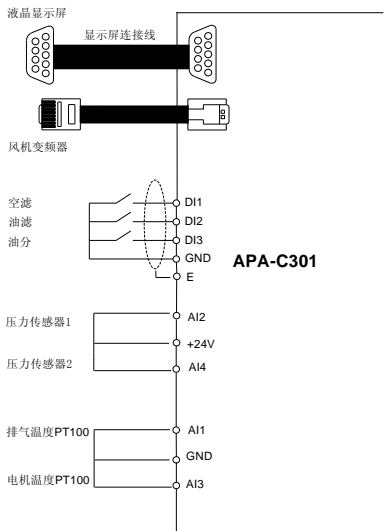 液晶显示屏
显示屏连接线
风机变频器
空滤
DI1
油滤
DI2
油分
DI3
GND
APA-C301
E
压力传感器1
AI2
+24V
压力传感器2
AI4
排气温度PT100
AI1
GND
电机温度PT100
AI3